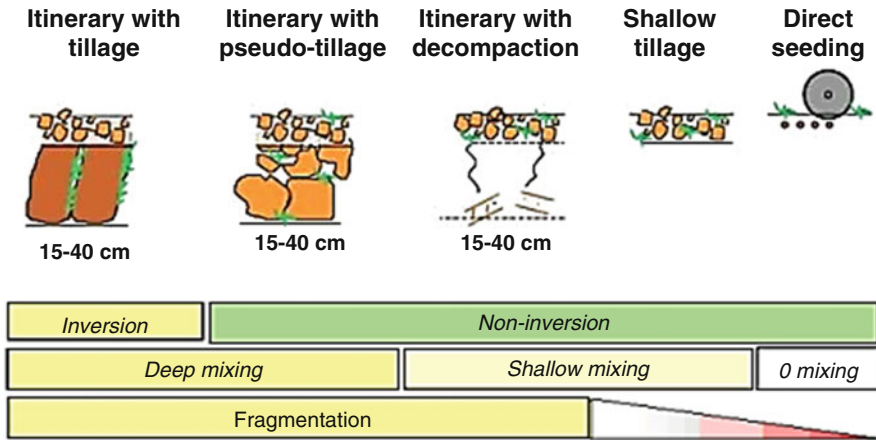 Itinerary with
tillage
Itinerary with
pseudo-tillage
Itinerary with
decompaction
Shallow
tillage
Direct
seeding
15-40 cm
15-40 cm
15-40 cm
Inversion
Non-inversion
Deep mixing
Shallow mixing
0 mixing
Fragmentation